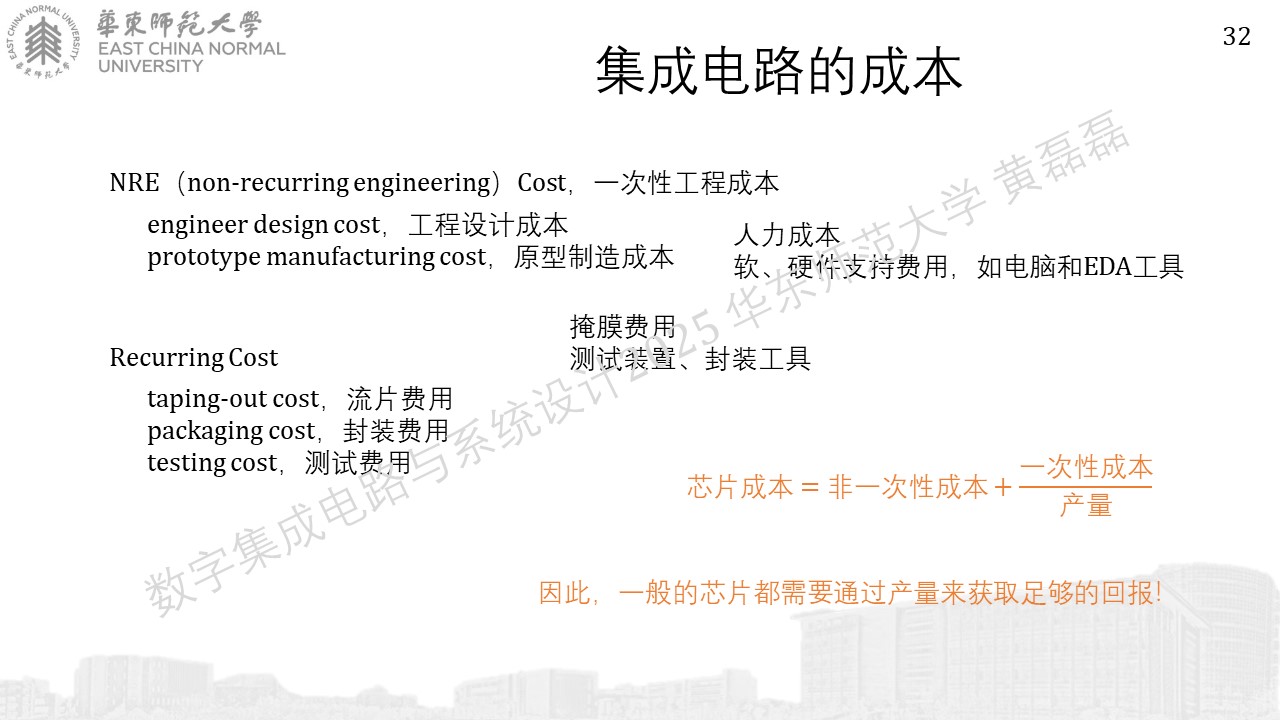 華東師範大學
EAST CHINA NORMAL
UNIVERSITY
32
集成电路的成本
NRE（non-recurring engineering）Cost，一次性工程成本
engineer design cost，工程设计成本
prototype manufacturing cost，原型制造成本
人力成本
软、硬件支持费用，如电脑和EDA工具
掩膜费用
测试装置、封装工具
Recurring Cost
taping-out cost，流片费用
packaging cost，封装费用
testing cost，测试费用
芯片成本 = 非一次性成本 + 一次性成本
产量
因此，一般的芯片都需要通过产量来获取足够的回报！
数字集成电路与系统设计2025 华东师范大学 黄磊磊
EAST CHINA NORMAL UNIVERSITY
華東師範大學